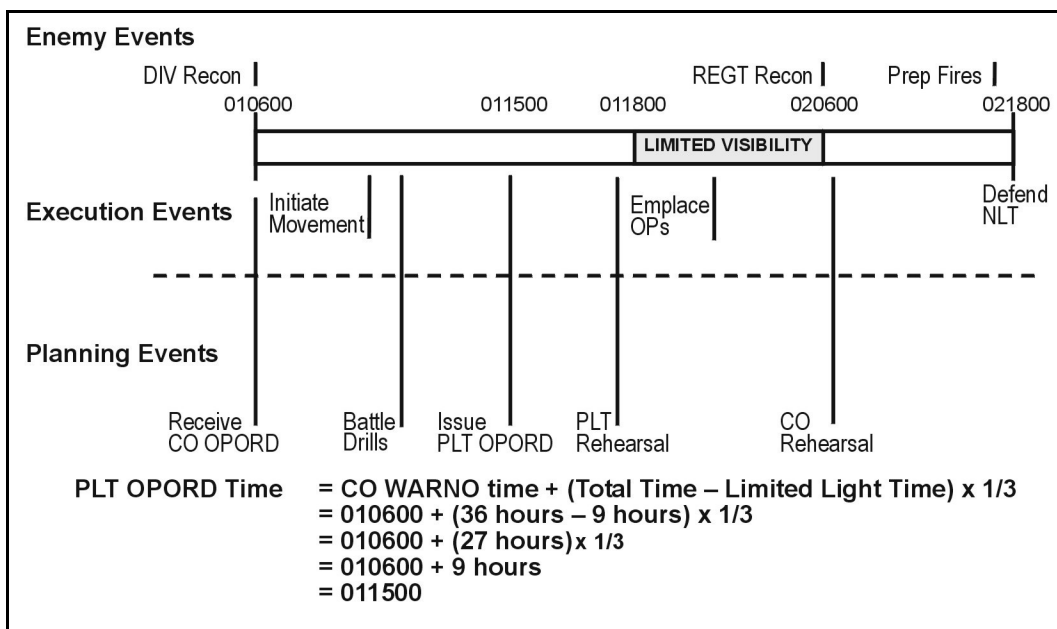 Enemy Events
DIV Recon REGT Recon Prep Fires
010600 011500 011800 020600 021800
LIMITED VISIBILITY
Execution Events
Initiate
Movement
Emplace
OPs
Defend
NLT
Planning Events
Receive
CO OPORD
Battle
Drills
Issue
PLT OPORD
PLT
Rehearsal
CO
Rehearsal
PLT OPORD Time = CO WARNO time + (Total Time – Limited Light Time) x 1/3
= 010600 + (36 hours – 9 hours) x 1/3
= 010600 + (27 hours) x 1/3
= 010600 + 9 hours
= 011500